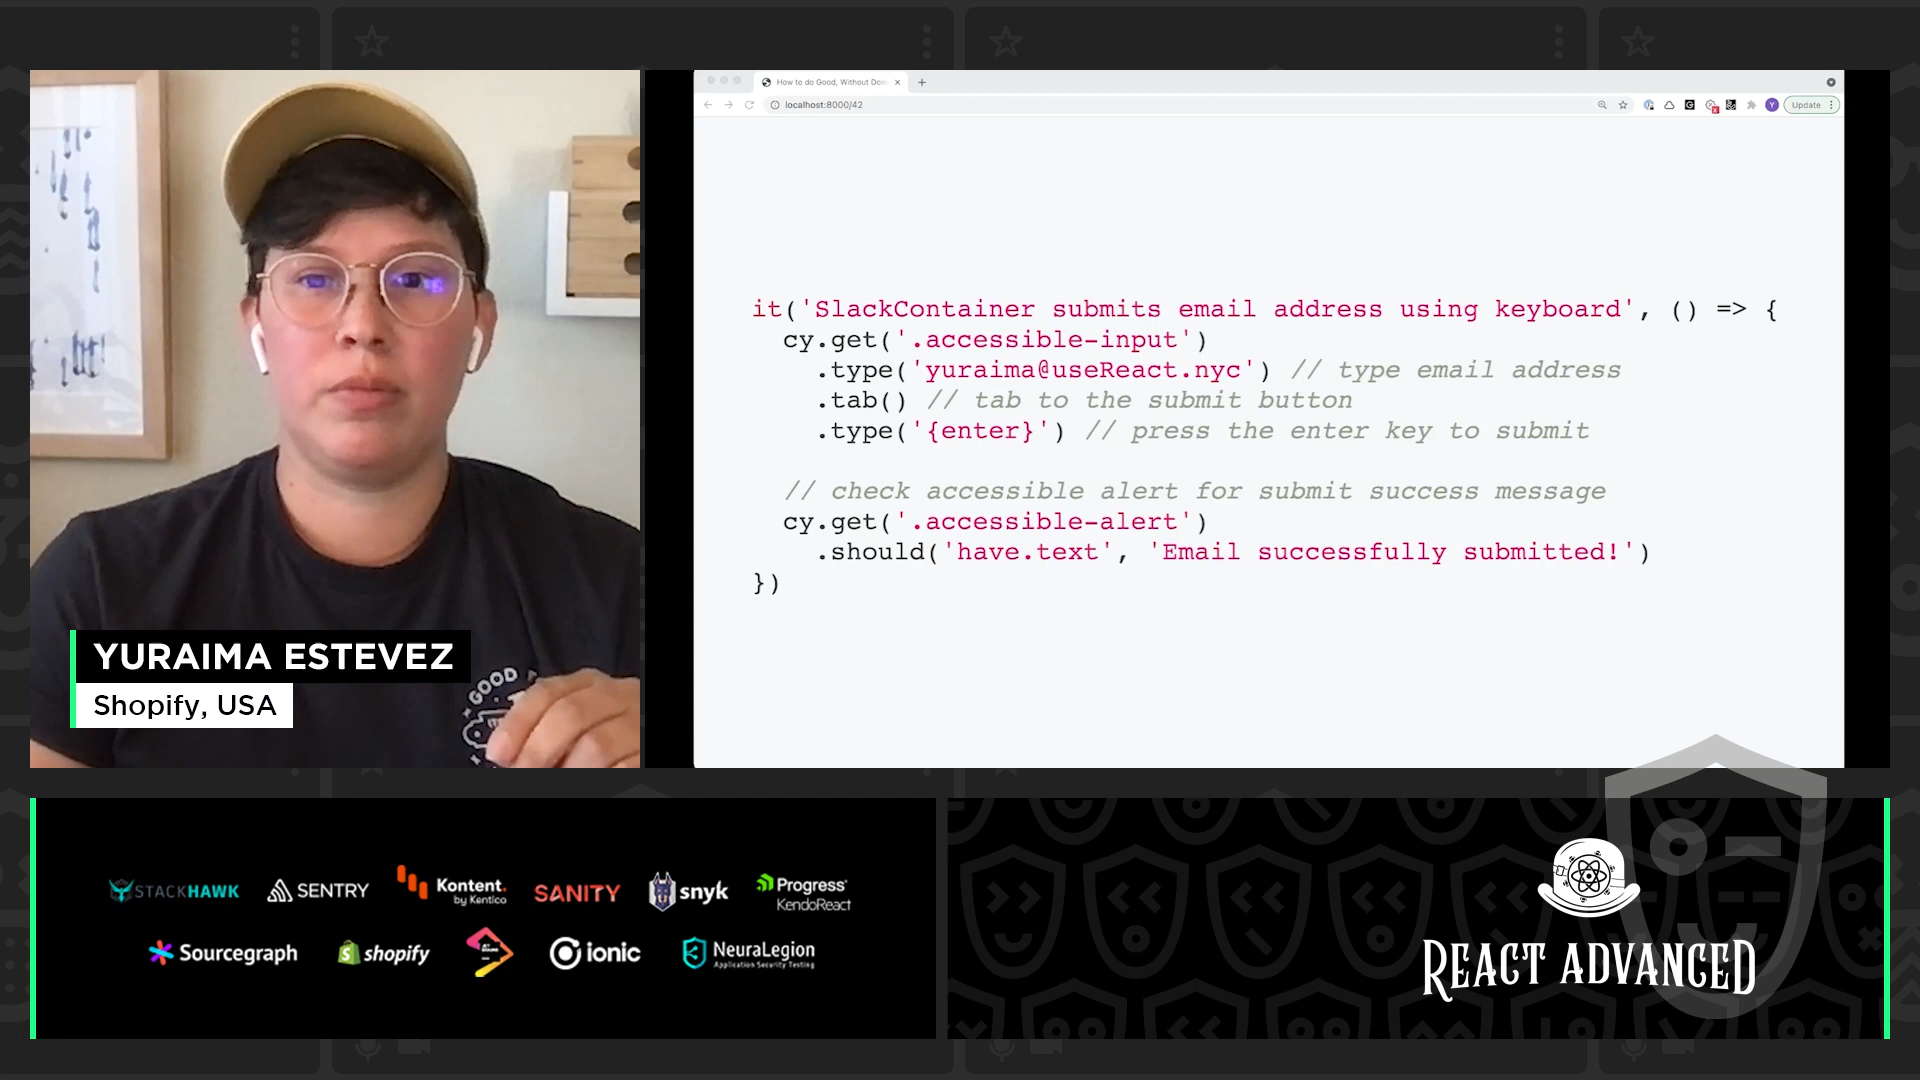 How to do Good, Without Doin
localhost:8000/42
Update
it('SlackContainer submits email address using keyboard', () => {
cy.get('.accessible-input')
.type('yuraima@useReact.nyc') // type email address
.tab() // tab to the submit button
.type('{enter}') // press the enter key to submit
// check accessible alert for submit success message
cy.get('.accessible-alert')
.should('have.text', 'Email successfully submitted!')
})
YURAIMA ESTEVEZ
Shopify, USA
GOOD
STACKHAWK
SENTRY
Kontent.
by Kentico
SANITY
snyk
Progress
KendoReact
Sourcegraph
shopify
ionic
NeuraLegion
Application Security Testing
REACT ADVANCED